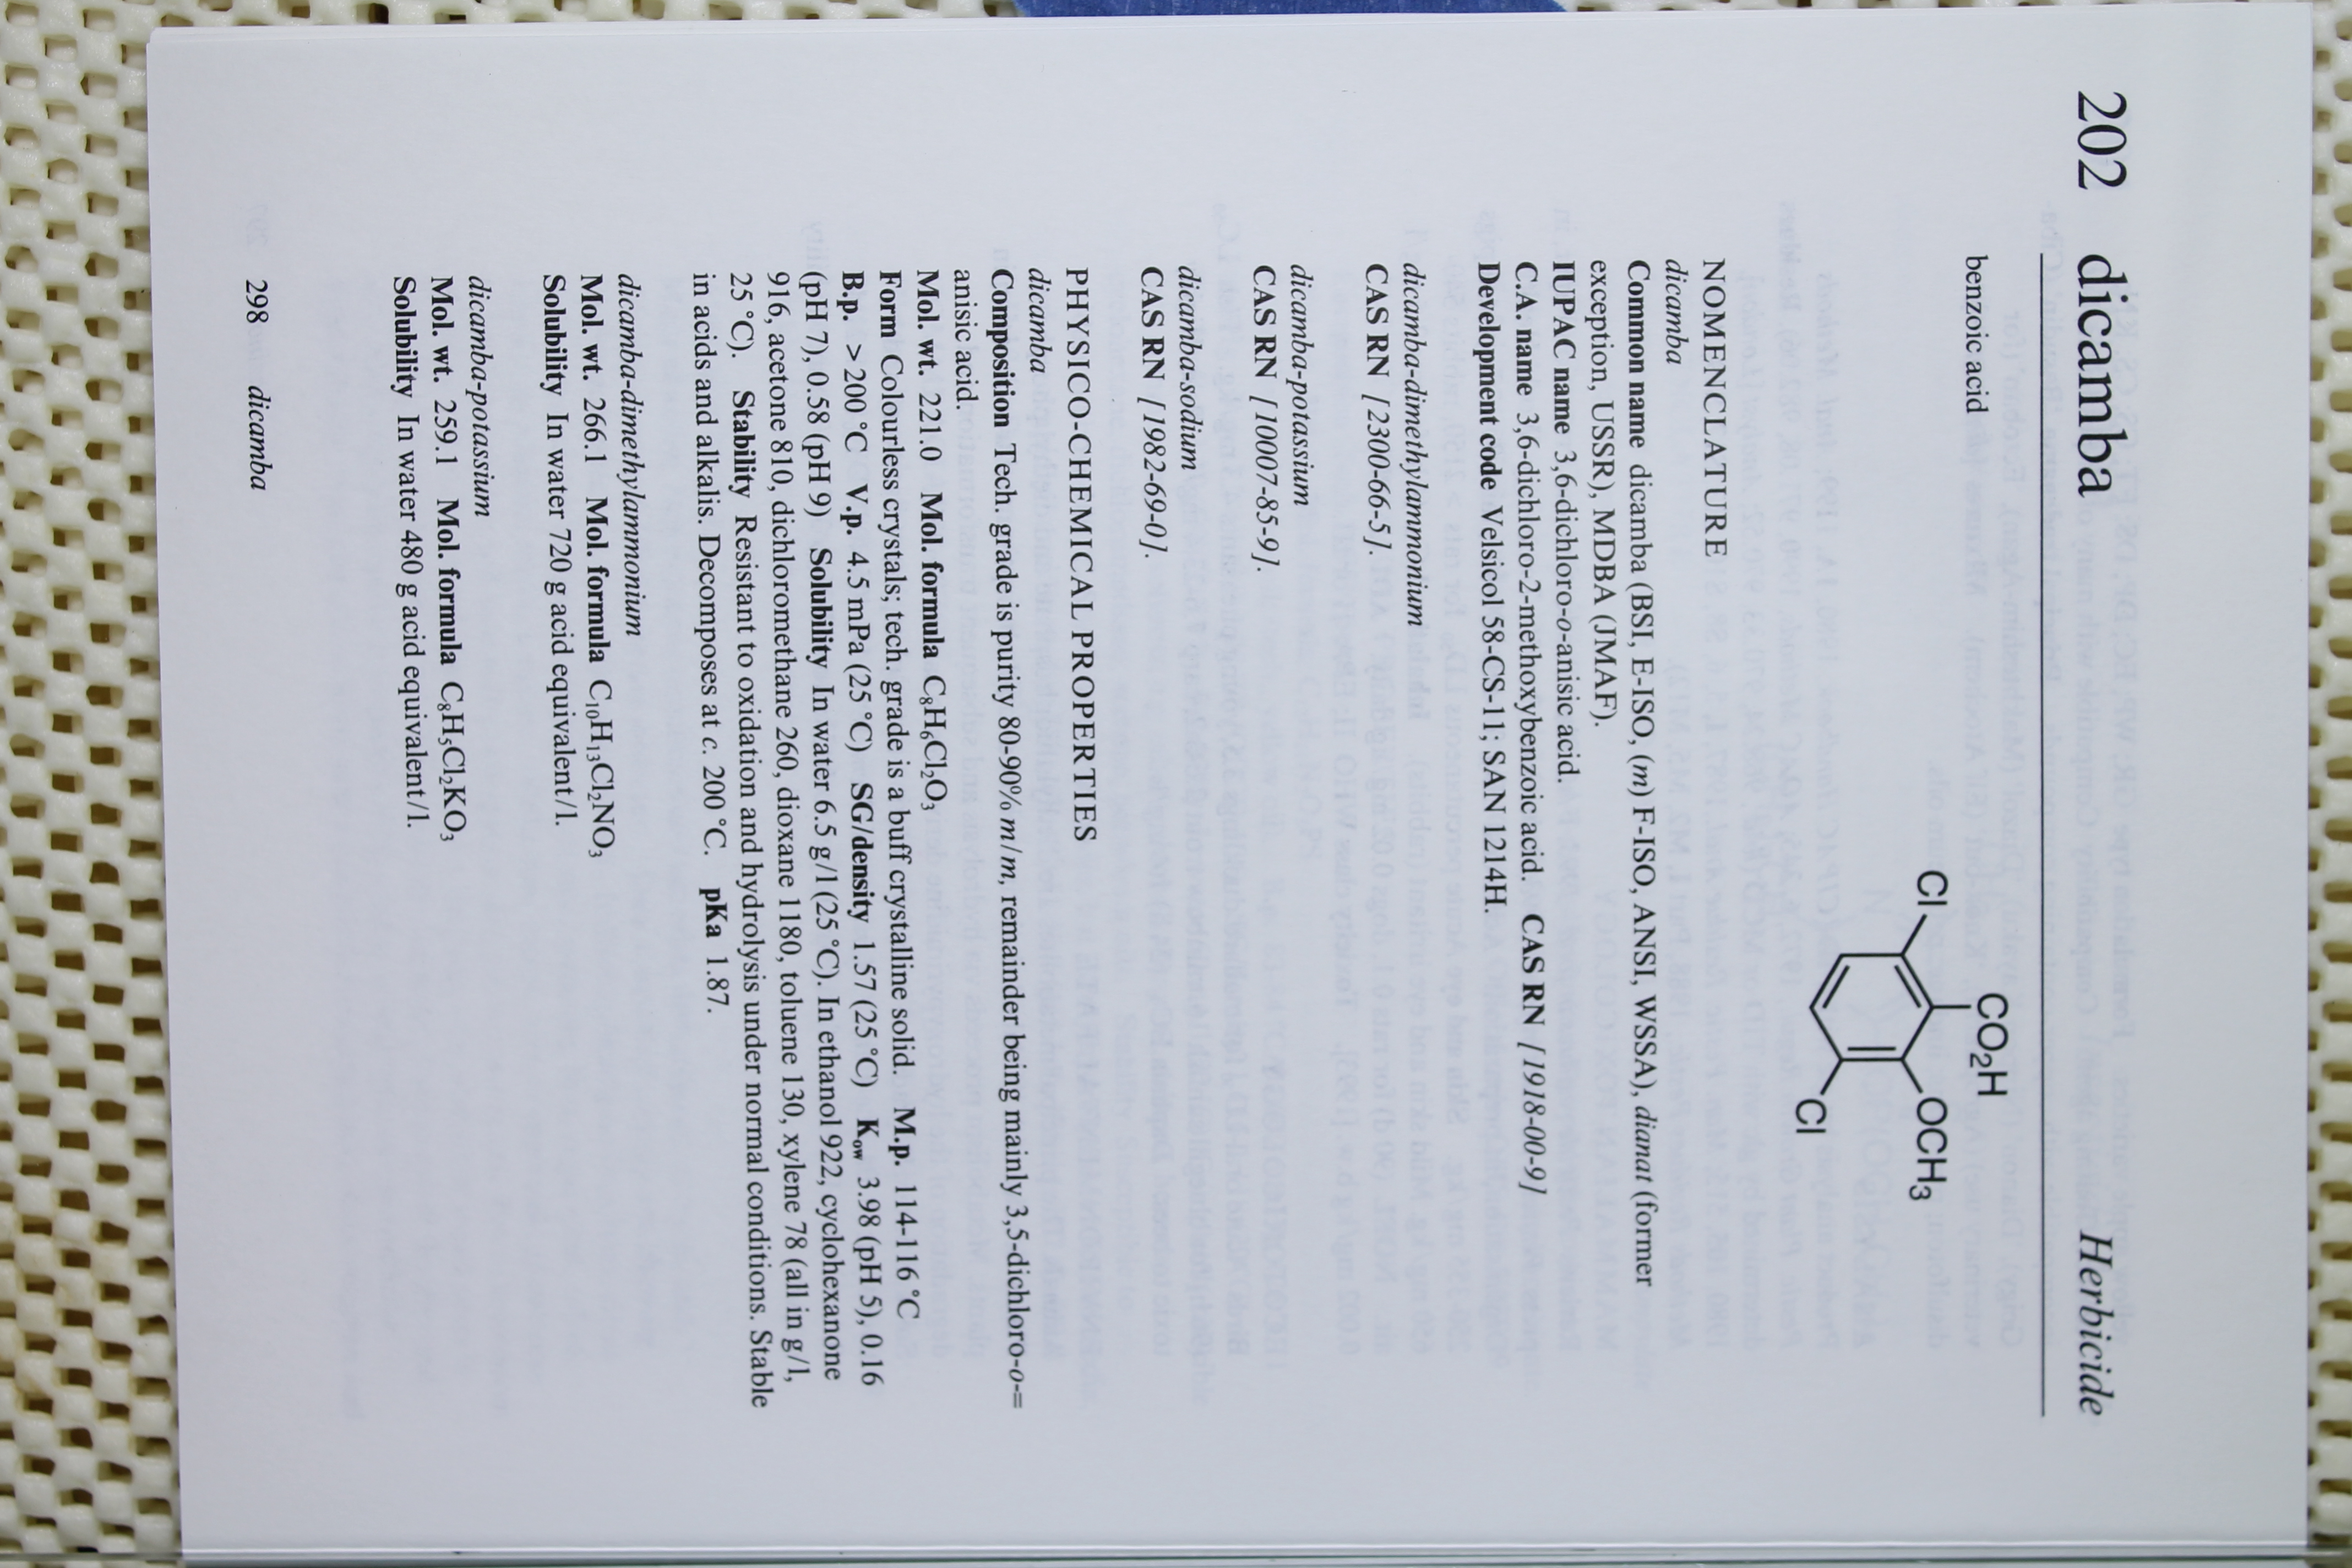 202 dicamba Herbicide
benzoic acid
CO₂H
Cl
OCH₃
Cl
NOMENCLATURE
dicamba
Common name dicamba (BSI, E-ISO, (m) F-ISO, ANSI, WSSA), dianat (former
exception, USSR), MDBA (JMAF).
IUPAC name 3,6-dichloro-o-anisic acid.
C.A. name 3,6-dichloro-2-methoxybenzoic acid. CAS RN [1918-00-9]
Development code Velsicol 58-CS-11; SAN 1214H.
dicamba-dimethylammonium
CAS RN [2300-66-5].
dicamba-potassium
CAS RN [10007-85-9].
dicamba-sodium
CAS RN [1982-69-0].
PHYSICO-CHEMICAL PROPERTIES
dicamba
Composition Tech. grade is purity 80-90% m/m, remainder being mainly 3,5-dichloro-o-=
anisic acid.
Mol. wt. 221.0 Mol. formula C₈H₆Cl₂O₃
Form Colourless crystals; tech. grade is a buff crystalline solid. M.p. 114-116 °C
B.p. >200 °C V.p. 4.5 mPa (25 °C) SG/density 1.57 (25 °C) Kow 3.98 (pH 5), 0.16
(pH 7), 0.58 (pH 9) Solubility In water 6.5 g/l (25 °C). In ethanol 922, cyclohexanone
916, acetone 810, dichloromethane 260, dioxane 1180, toluene 130, xylene 78 (all in g/l,
25 °C). Stability Resistant to oxidation and hydrolysis under normal conditions. Stable
in acids and alkalis. Decomposes at c. 200 °C. pKa 1.87.
dicamba-dimethylammonium
Mol. wt. 266.1 Mol. formula C₁₀H₁₃Cl₂NO₃
Solubility In water 720 g acid equivalent/l.
dicamba-potassium
Mol. wt. 259.1 Mol. formula C₈H₅Cl₂KO₃
Solubility In water 480 g acid equivalent/l.
298 dicamba